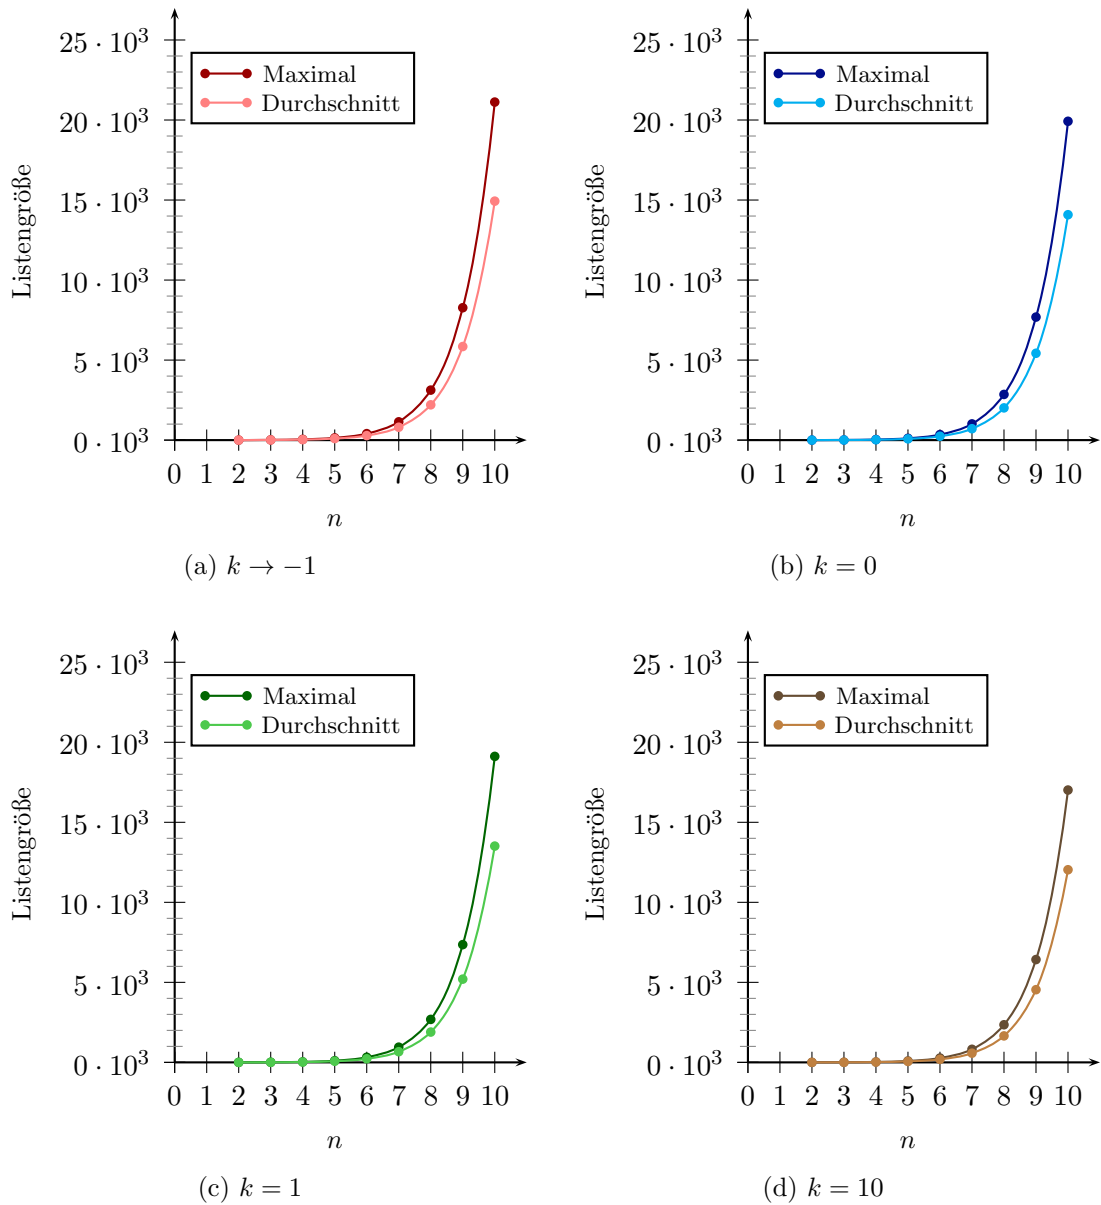 25 · 10³
20 · 10³
15 · 10³
10 · 10³
5 · 10³
0 · 10³
Listengröße
Maximal
Durchschnitt
0 1 2 3 4 5 6 7 8 9 10
n
(a) k → −1
25 · 10³
20 · 10³
15 · 10³
10 · 10³
5 · 10³
0 · 10³
Listengröße
Maximal
Durchschnitt
0 1 2 3 4 5 6 7 8 9 10
n
(b) k = 0
25 · 10³
20 · 10³
15 · 10³
10 · 10³
5 · 10³
0 · 10³
Listengröße
Maximal
Durchschnitt
0 1 2 3 4 5 6 7 8 9 10
n
(c) k = 1
25 · 10³
20 · 10³
15 · 10³
10 · 10³
5 · 10³
0 · 10³
Listengröße
Maximal
Durchschnitt
0 1 2 3 4 5 6 7 8 9 10
n
(d) k = 10